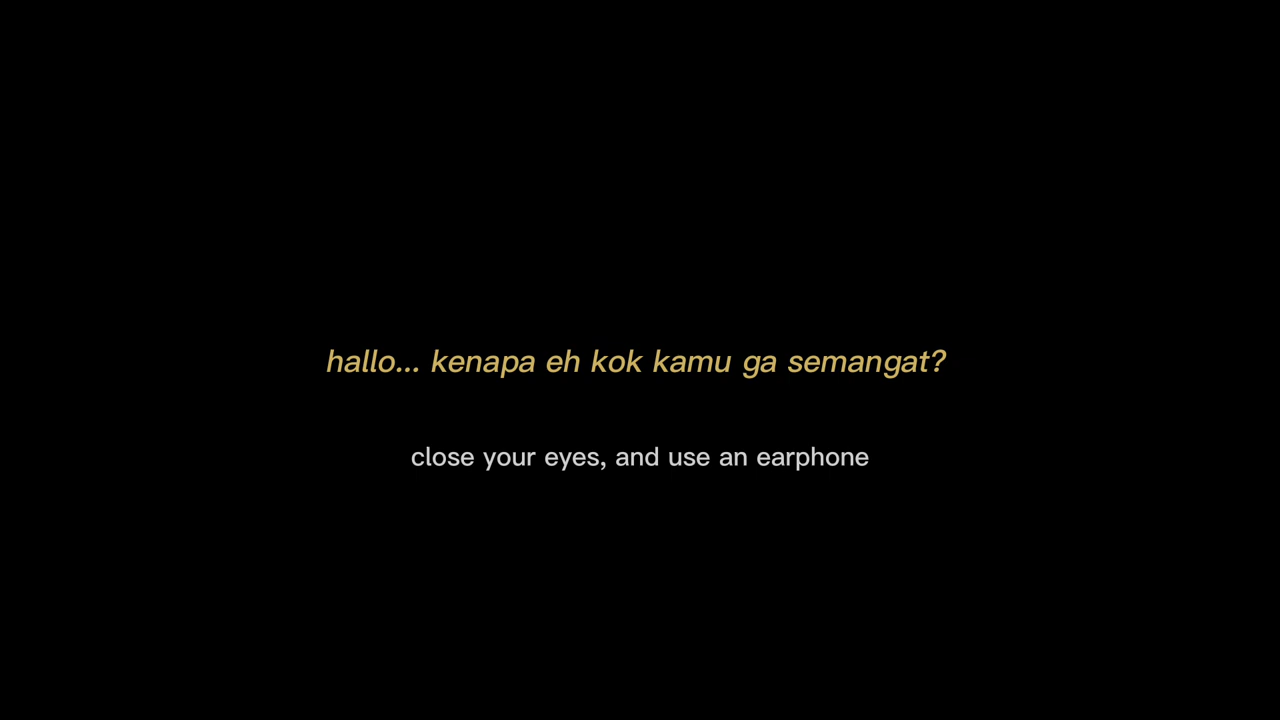 hallo... kenapa eh kok kamu ga semangat?
close your eyes, and use an earphone